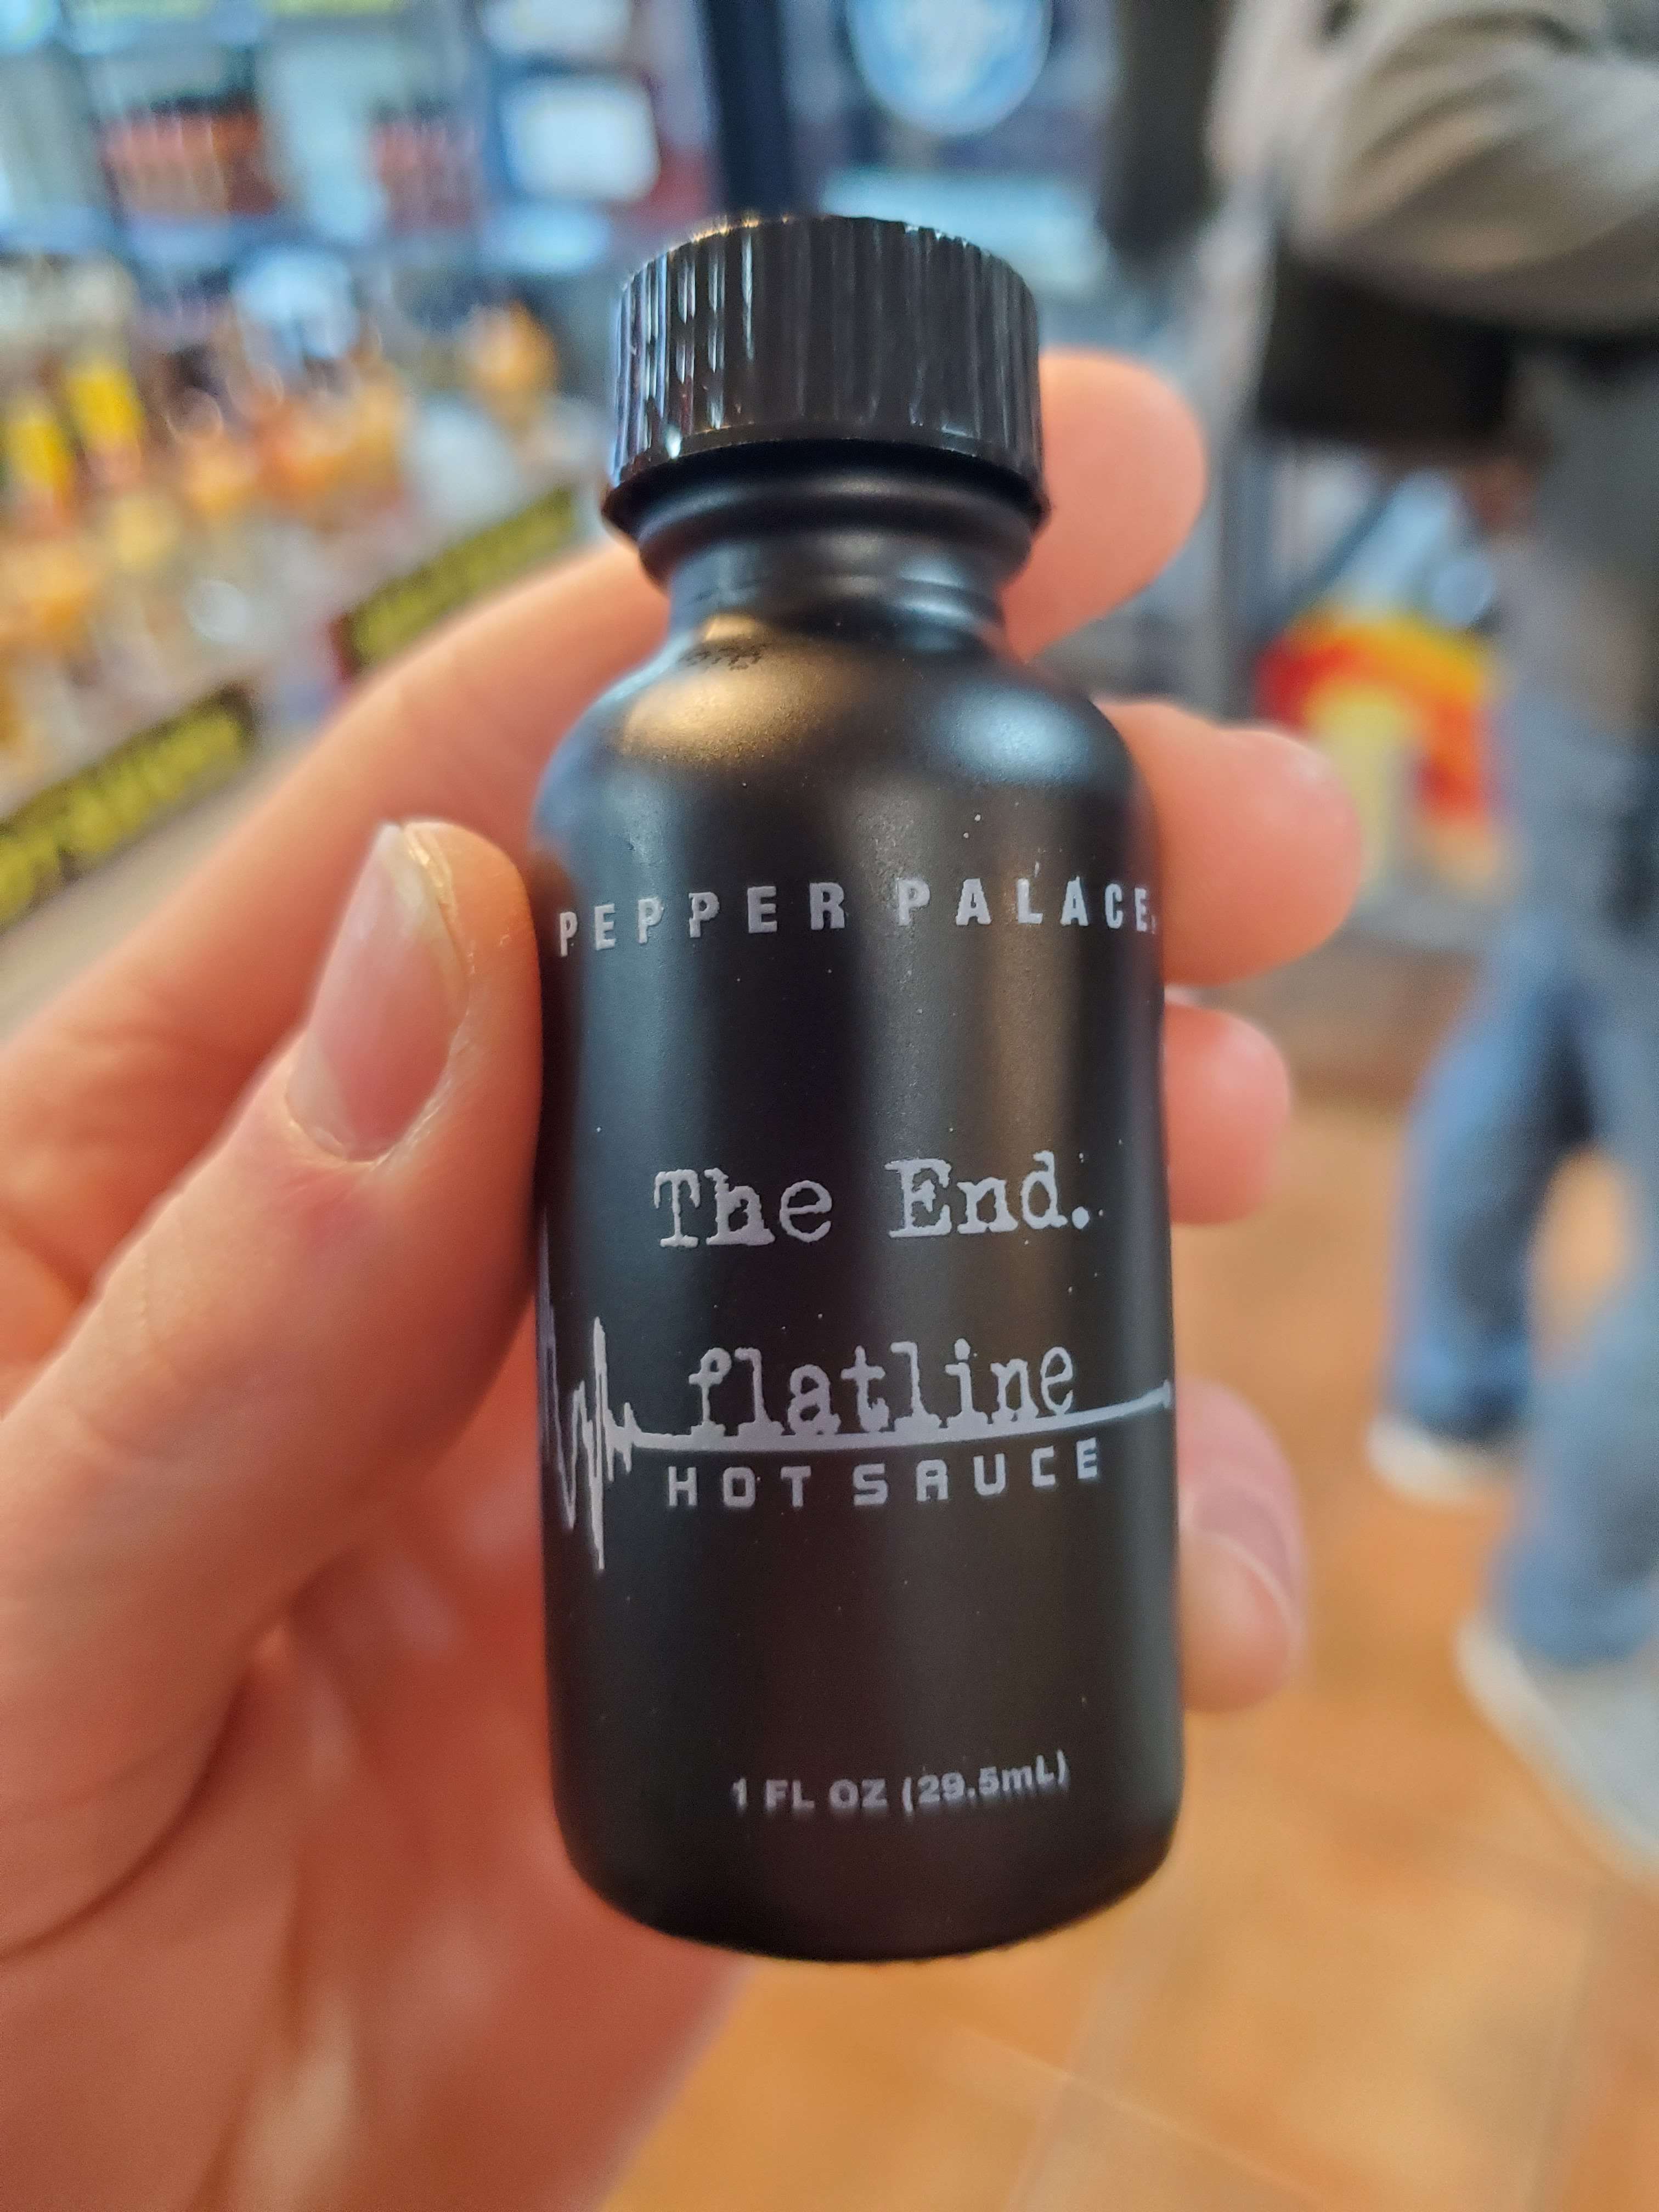 PEPPER PALACE
The End.
flatline
HOT SAUCE
1 FL OZ (29.5mL)